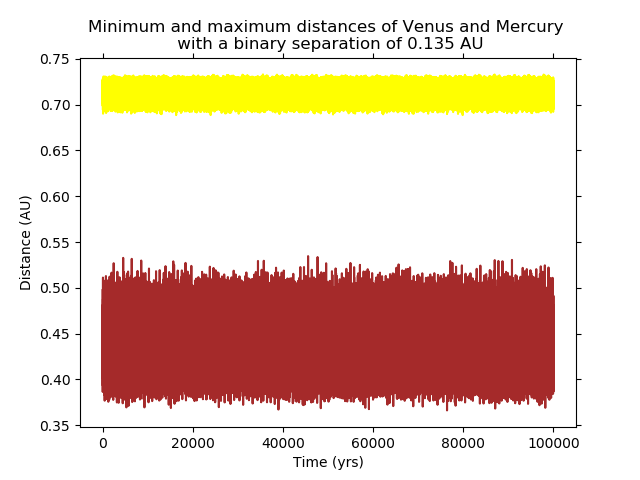 Minimum and maximum distances of Venus and Mercury
with a binary separation of 0.135 AU
0.75
0.70
0.65
0.60
0.55
0.50
0.45
0.40
0.35
Distance (AU)
0 20000 40000 60000 80000 100000
Time (yrs)